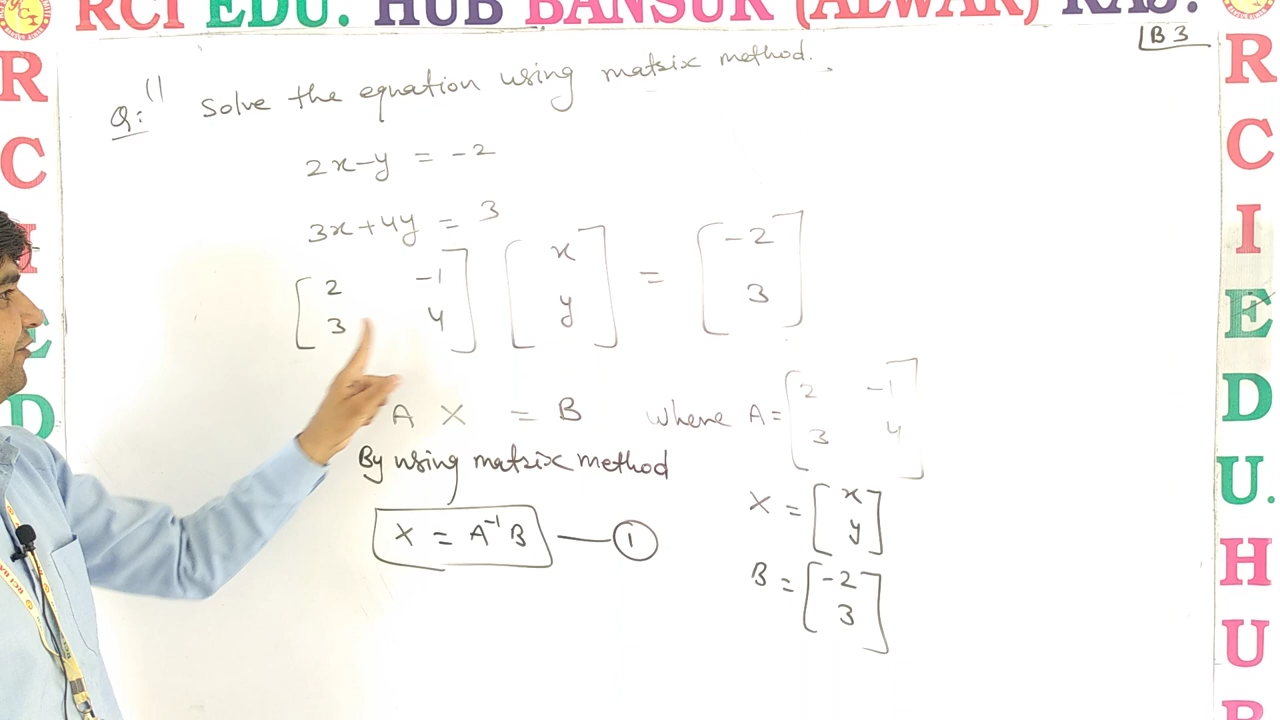 RCI EDU. HUB BANSUR (ALWAR) RAJ.
B3
Q:11 Solve the equation using matrix method.
2x-y = -2
3x+4y = 3
[2 -1
3 4] [x
y] = [-2
3]
A X = B where A = [2 -1
3 4]
By using matrix method
X = [x
y]
X = A⁻¹B — ①
B = [-2
3]
R
C
I
E
D
R
C
I
E
D
U.
H
U
B